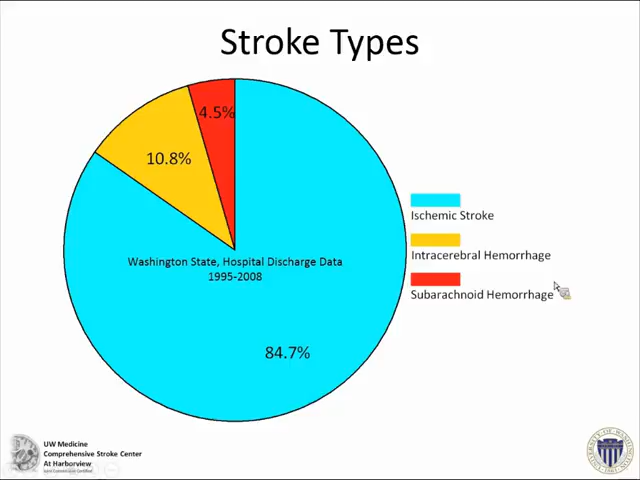 Stroke Types
4.5%
10.8%
Ischemic Stroke
Intracerebral Hemorrhage
Washington State, Hospital Discharge Data
1995-2008
Subarachnoid Hemorrhage
84.7%
UW Medicine
Comprehensive Stroke Center
At Harborview